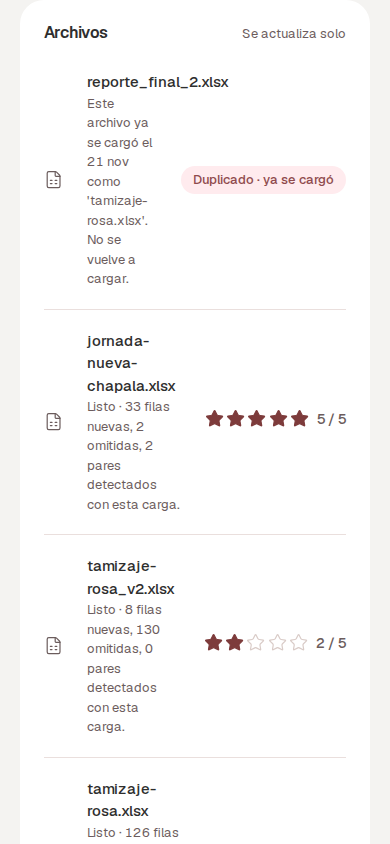 Archivos
Se actualiza solo
reporte_final_2.xlsx
Este
archivo ya
se cargó el
21 nov
como
'tamizaje-
rosa.xlsx'.
No se
vuelve a
cargar.
Duplicado · ya se cargó
jornada-
nueva-
chapala.xlsx
Listo · 33 filas
nuevas, 2
omitidas, 2
pares
detectados
con esta carga.
5 / 5
tamizaje-
rosa_v2.xlsx
Listo · 8 filas
nuevas, 130
omitidas, 0
pares
detectados
con esta
carga.
2 / 5
tamizaje-
rosa.xlsx
Listo · 126 filas